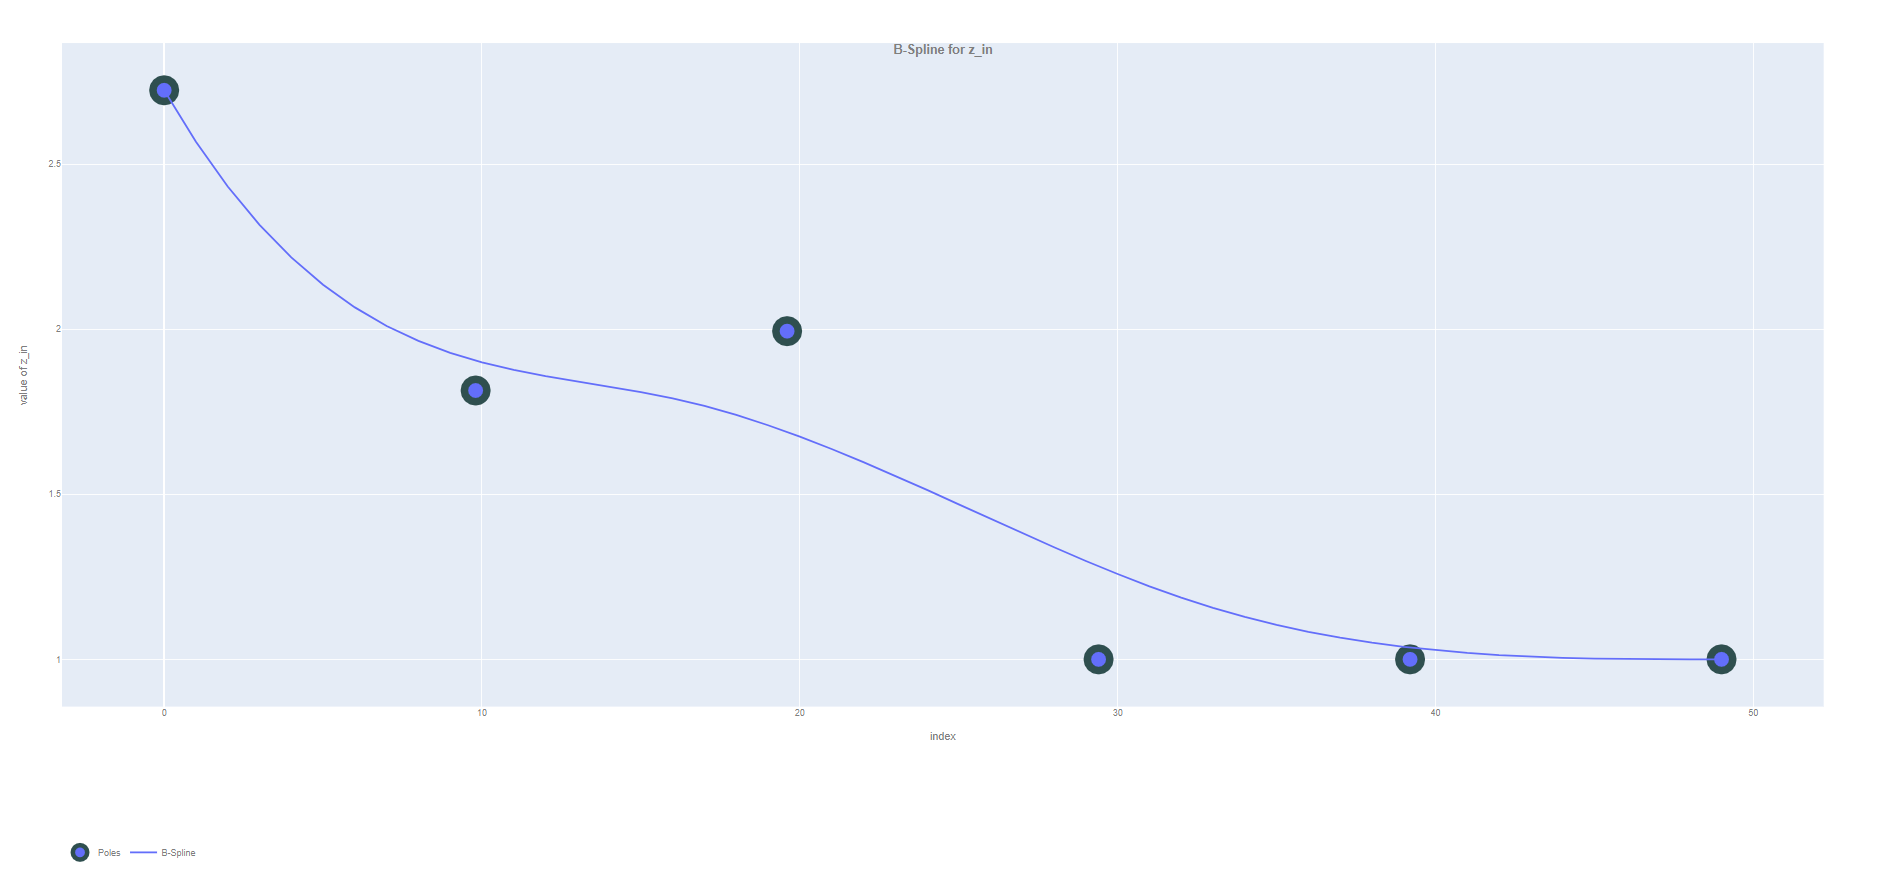 B-Spline for z_in
2.5
2
1.5
1
value of z_in
0 10 20 30 40 50
index
Poles B-Spline